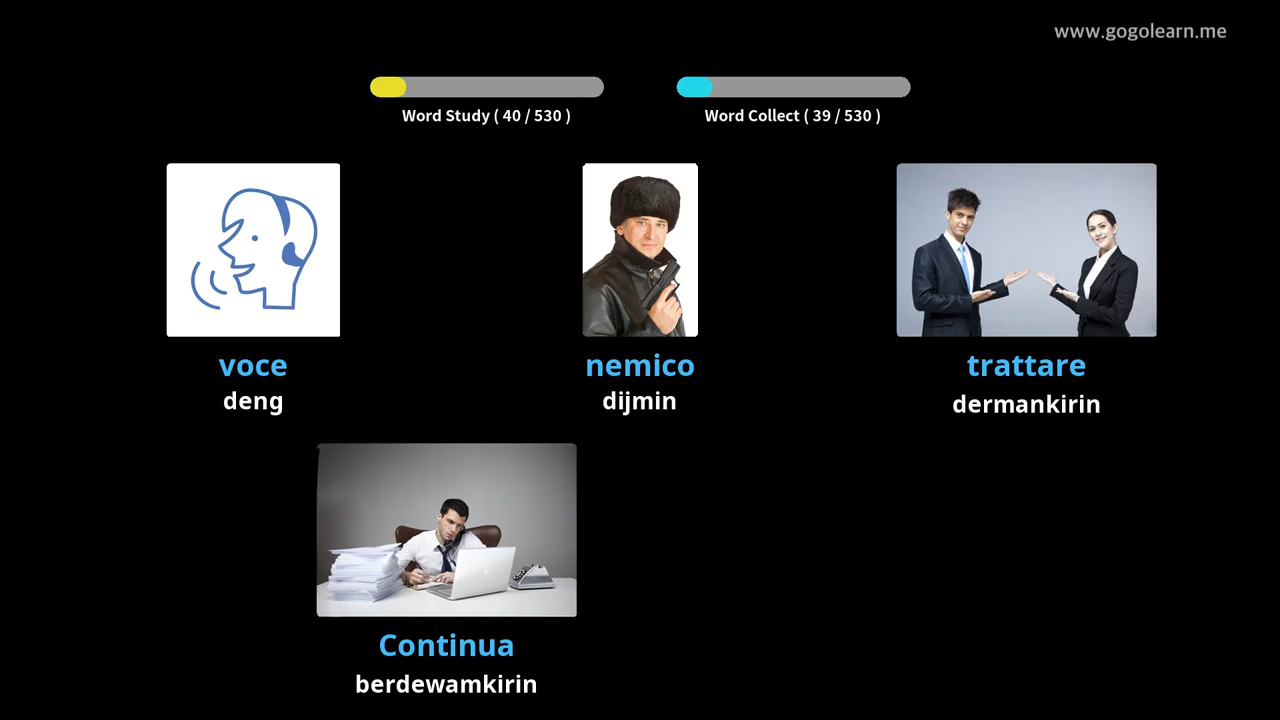 www.gogolearn.me
Word Study ( 40 / 530 )
Word Collect ( 39 / 530 )
voce
nemico
trattare
deng
dijmin
dermankirin
Continua
berdewamkirin